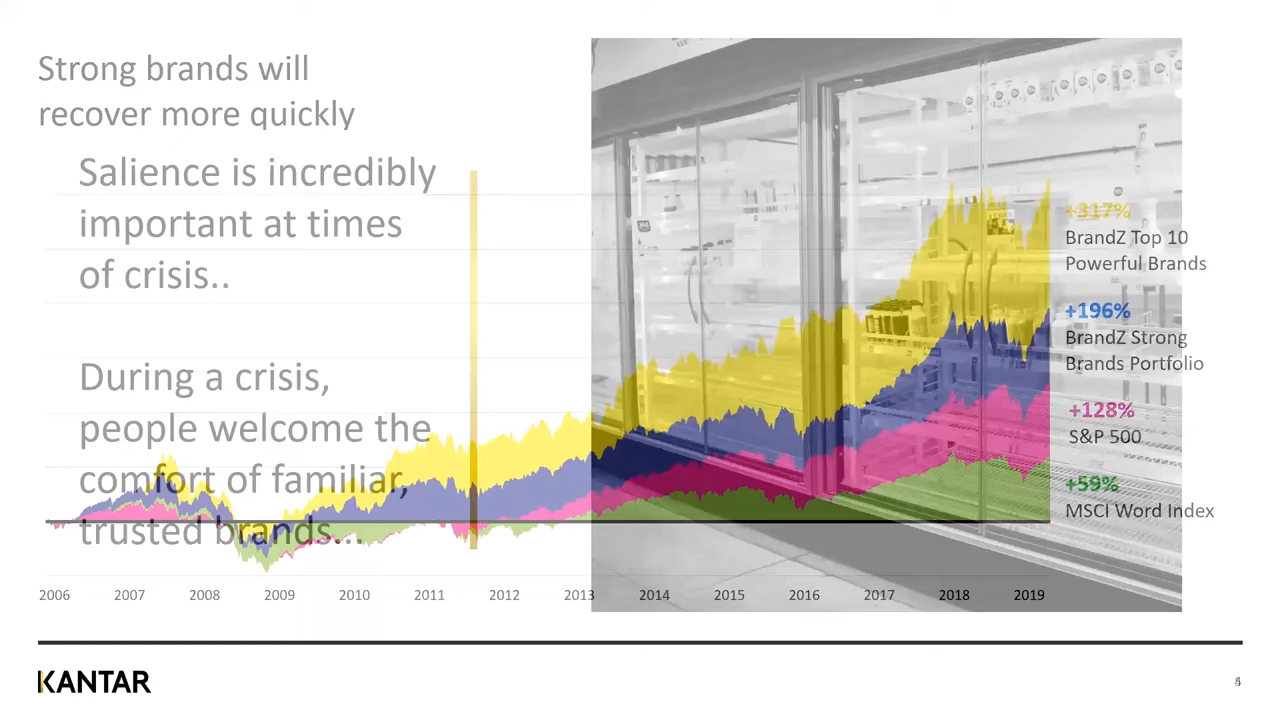 Strong brands will
recover more quickly
Salience is incredibly
important at times
of crisis..
During a crisis,
people welcome the
comfort of familiar,
trusted brands...
+317%
BrandZ Top 10
Powerful Brands
+196%
BrandZ Strong
Brands Portfolio
+128%
S&P 500
+59%
MSCI Word Index
2006 2007 2008 2009 2010 2011 2012 2013 2014 2015 2016 2017 2018 2019
KANTAR